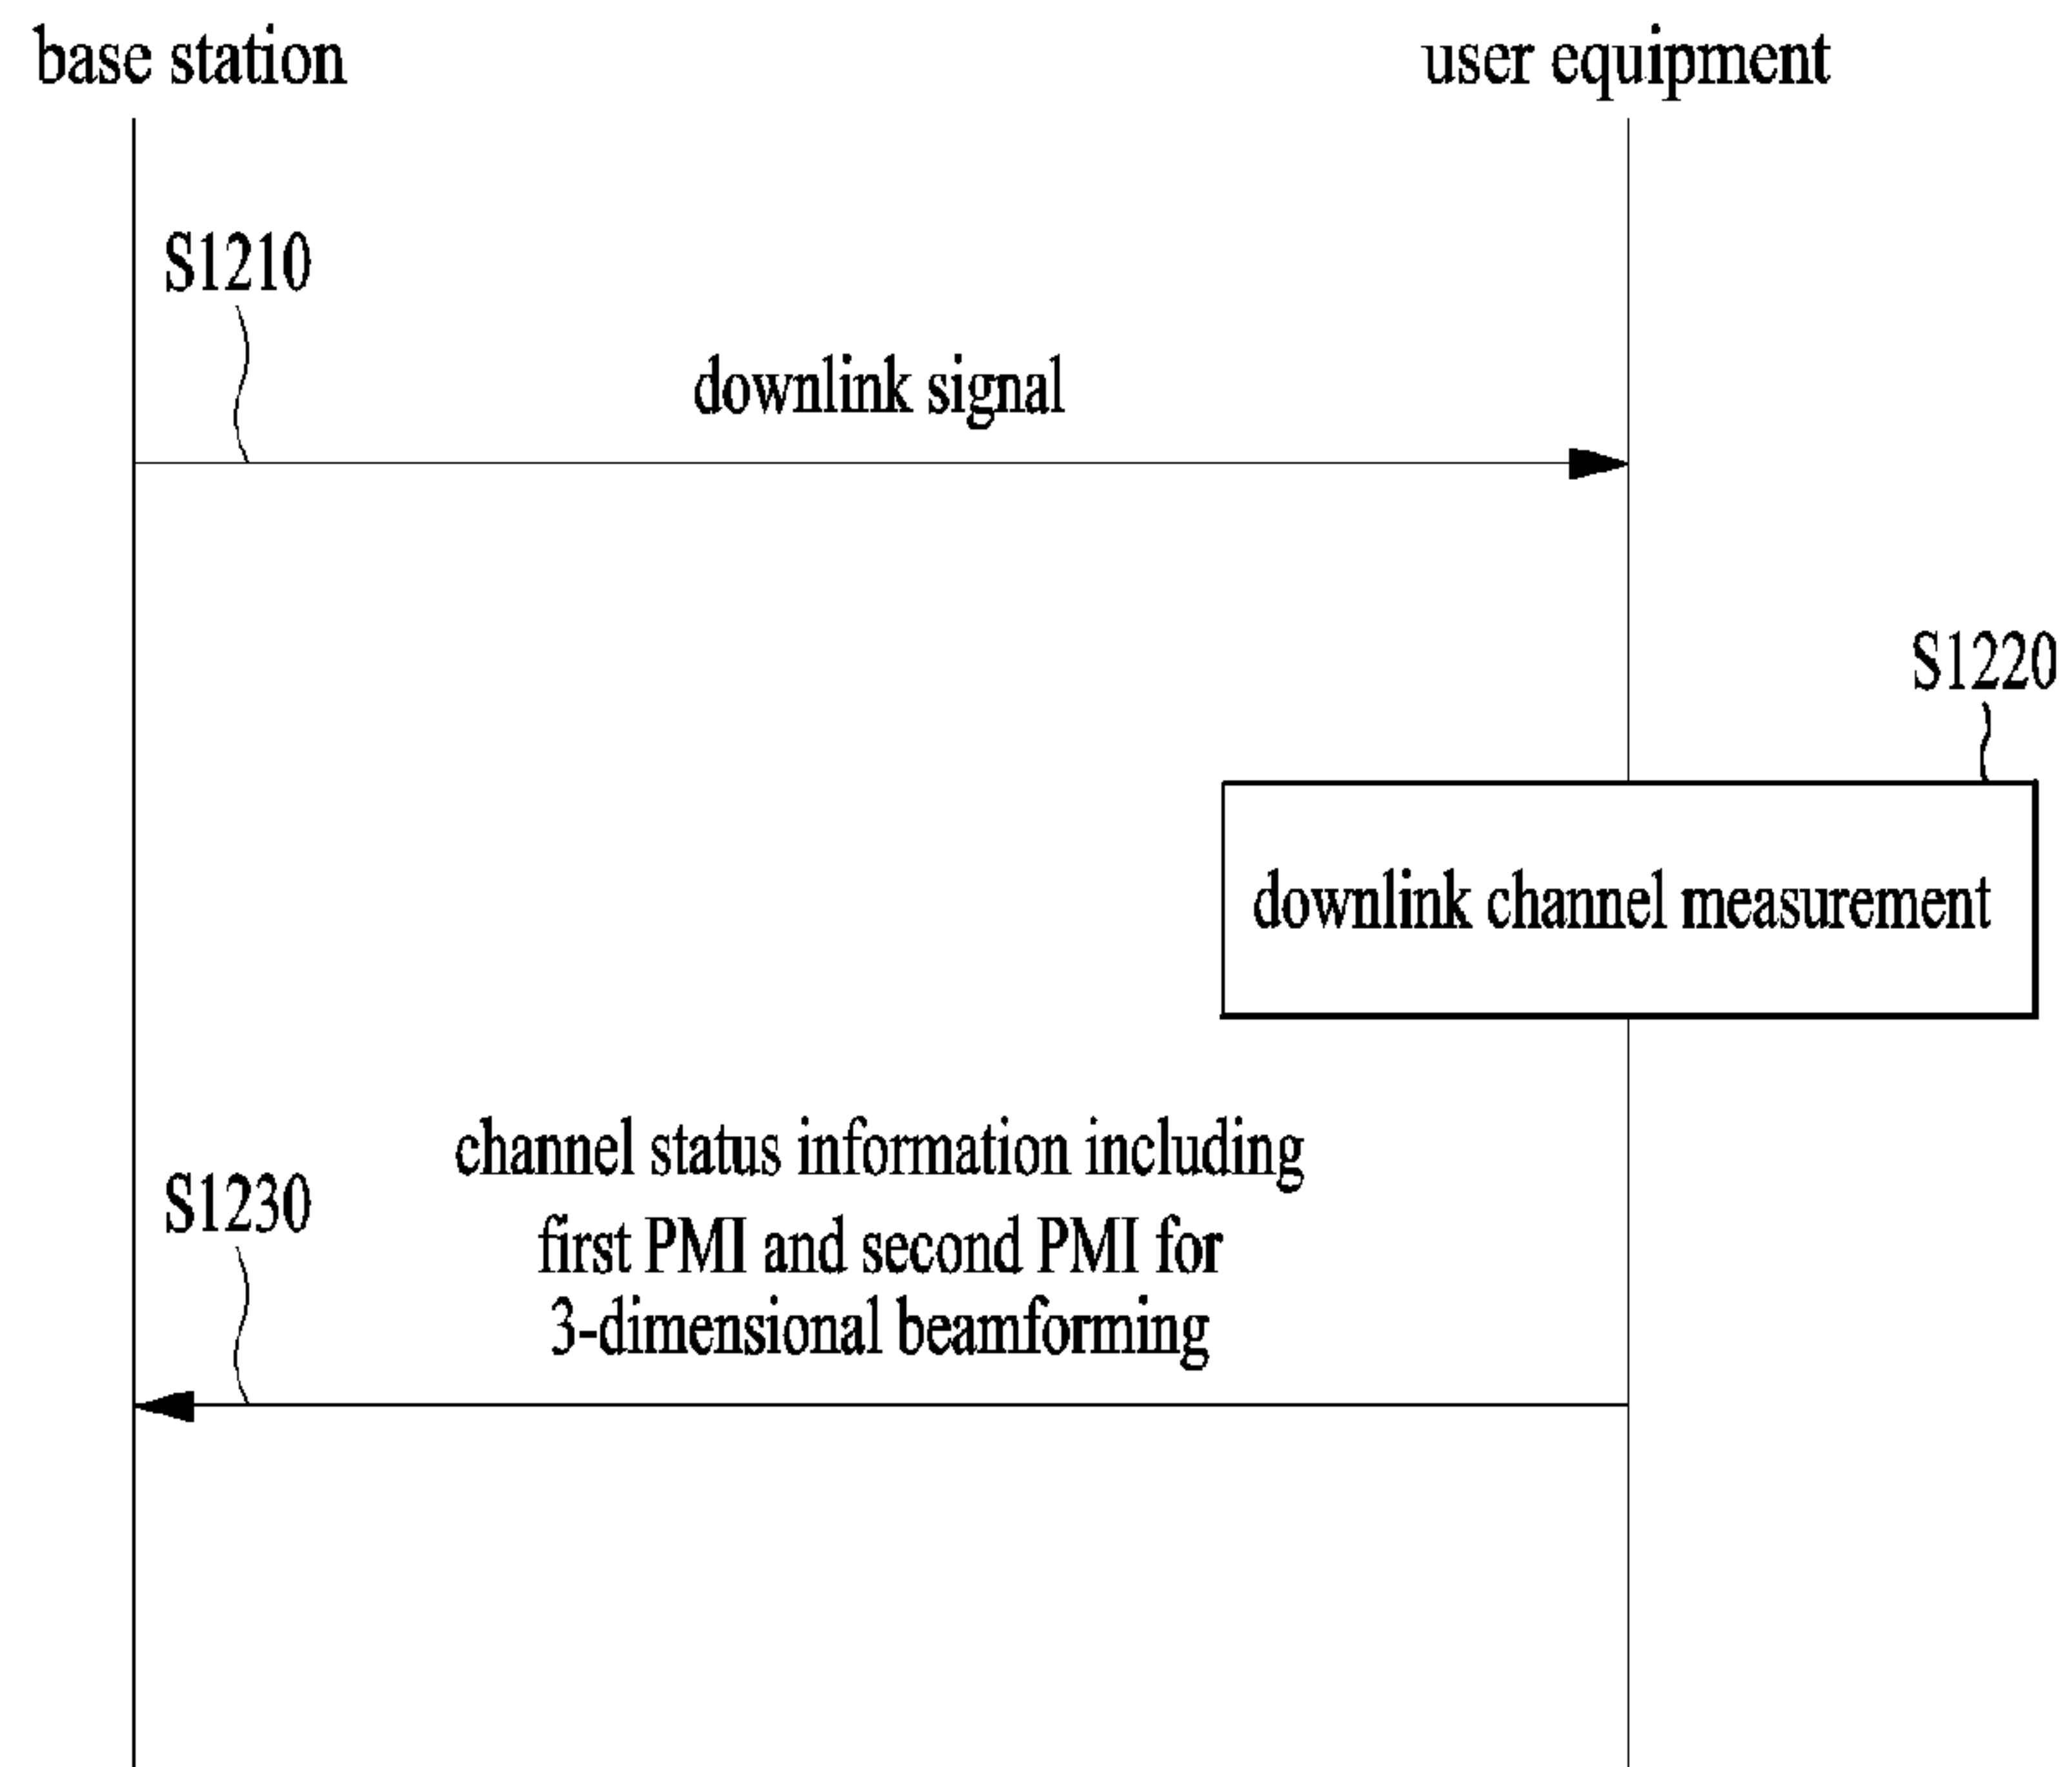 base station
user equipment
S1210
downlink signal
S1220
downlink channel measurement
channel status information including
S1230
first PMI and second PMI for
3-dimensional beamforming